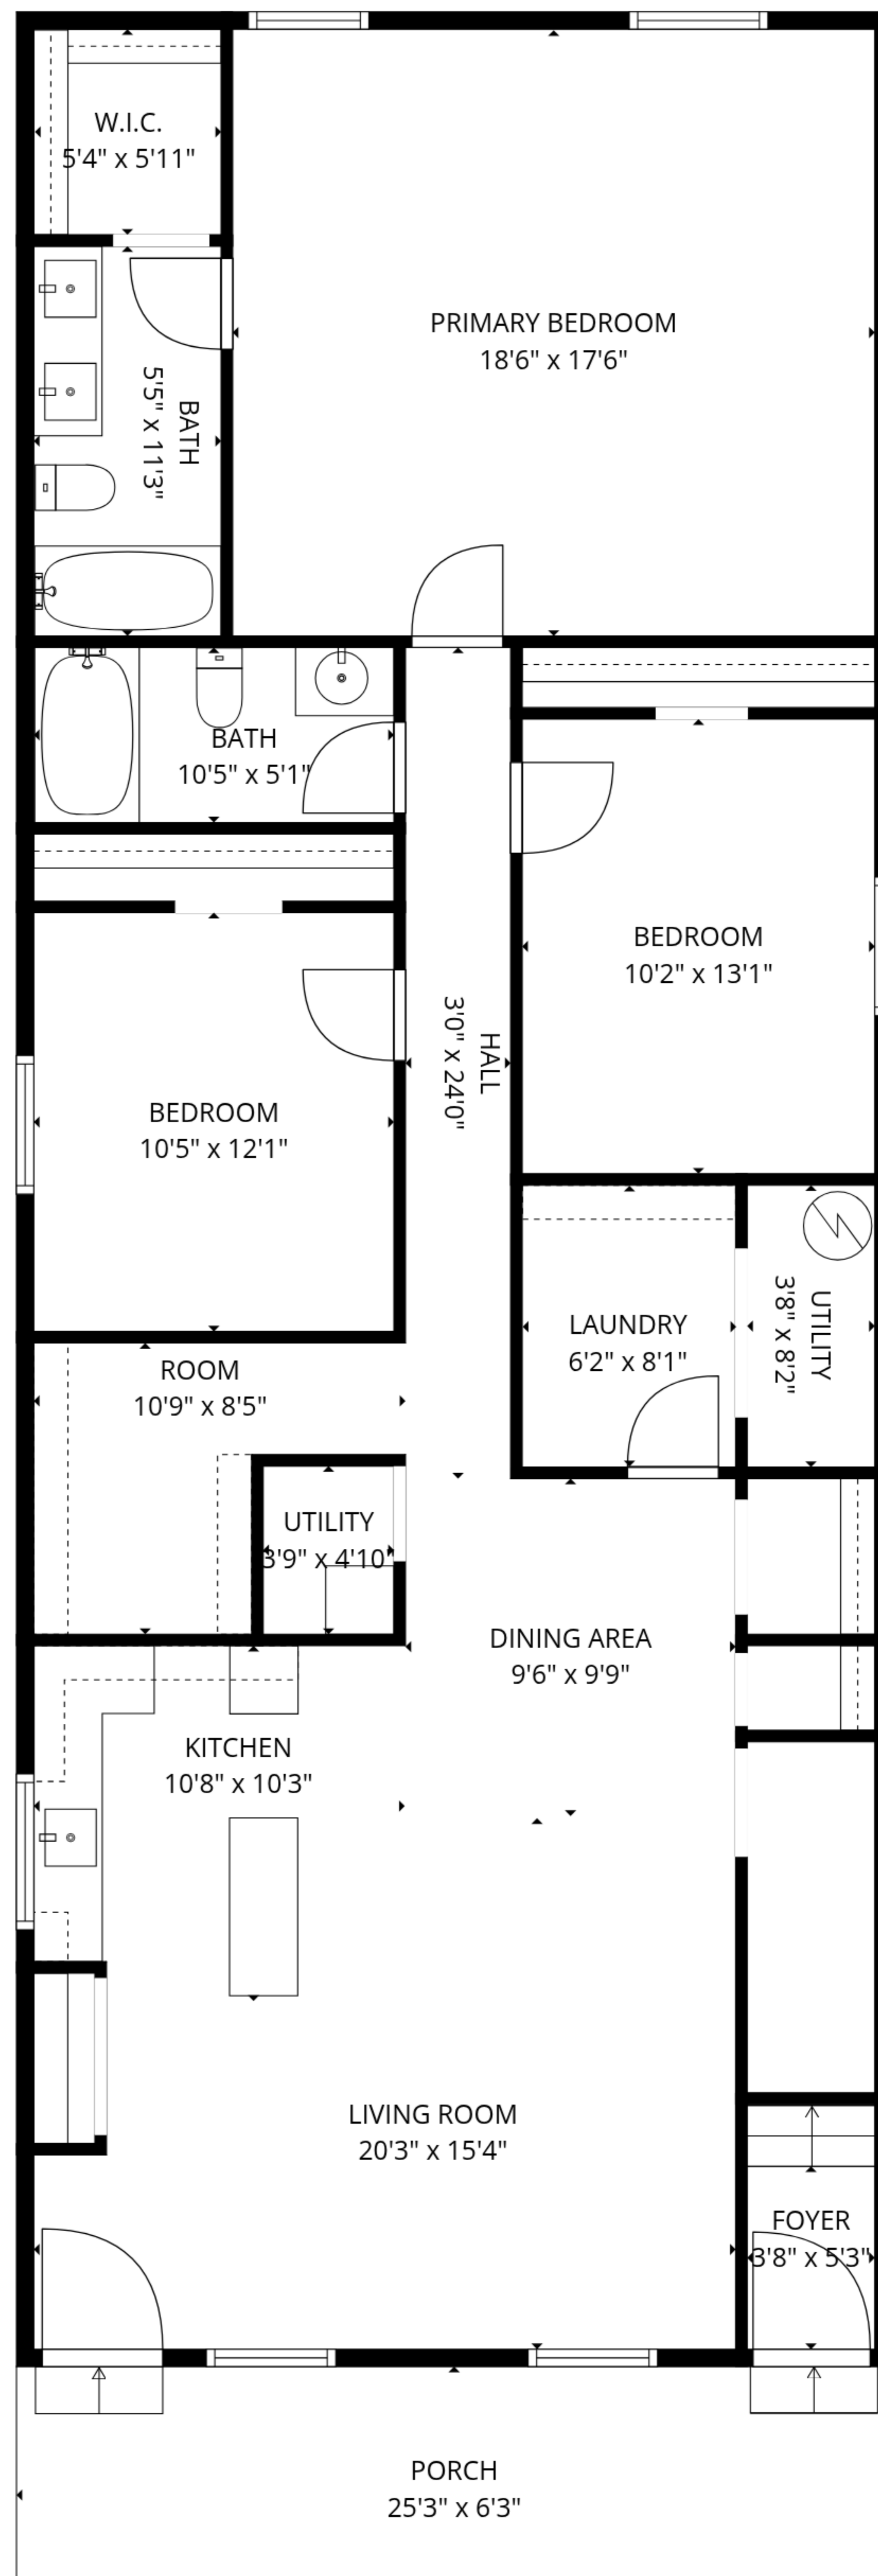 W.I.C.
5'4" x 5'11"
PRIMARY BEDROOM
18'6" x 17'6"
BATH
5'5" x 11'3"
BATH
10'5" x 5'1"
BEDROOM
10'2" x 13'1"
HALL
3'0" x 24'0"
BEDROOM
10'5" x 12'1"
LAUNDRY
6'2" x 8'1"
UTILITY
3'8" x 8'2"
ROOM
10'9" x 8'5"
UTILITY
3'9" x 4'10"
DINING AREA
9'6" x 9'9"
KITCHEN
10'8" x 10'3"
LIVING ROOM
20'3" x 15'4"
FOYER
3'8" x 5'3"
PORCH
25'3" x 6'3"